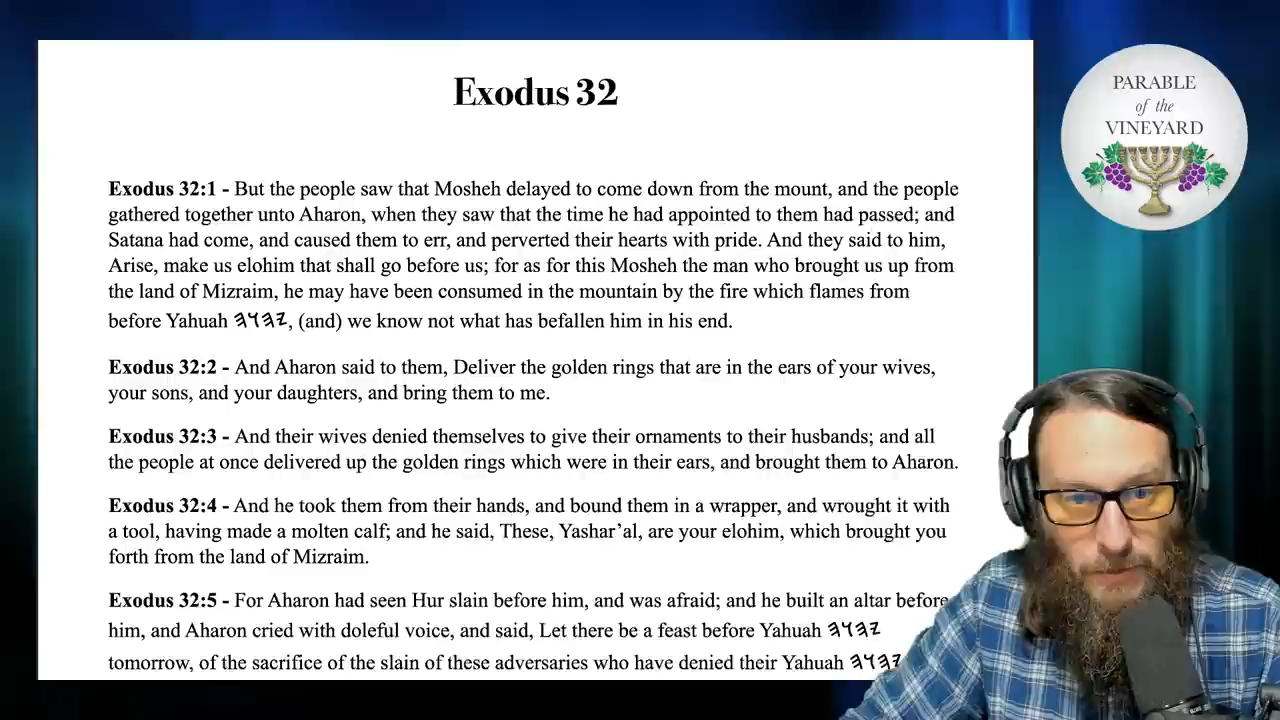 Exodus 32
PARABLE
of the
VINEYARD
Exodus 32:1 - But the people saw that Mosheh delayed to come down from the mount, and the people
gathered together unto Aharon, when they saw that the time he had appointed to them had passed; and
Satana had come, and caused them to err, and perverted their hearts with pride. And they said to him,
Arise, make us elohim that shall go before us; for as for this Mosheh the man who brought us up from
the land of Mizraim, he may have been consumed in the mountain by the fire which flames from
before Yahuah 𐤉𐤄𐤅𐤄, (and) we know not what has befallen him in his end.
Exodus 32:2 - And Aharon said to them, Deliver the golden rings that are in the ears of your wives,
your sons, and your daughters, and bring them to me.
Exodus 32:3 - And their wives denied themselves to give their ornaments to their husbands; and all
the people at once delivered up the golden rings which were in their ears, and brought them to Aharon.
Exodus 32:4 - And he took them from their hands, and bound them in a wrapper, and wrought it with
a tool, having made a molten calf; and he said, These, Yashar’al, are your elohim, which brought you
forth from the land of Mizraim.
Exodus 32:5 - For Aharon had seen Hur slain before him, and was afraid; and he built an altar before
him, and Aharon cried with doleful voice, and said, Let there be a feast before Yahuah 𐤉𐤄𐤅𐤄
tomorrow, of the sacrifice of the slain of these adversaries who have denied their Yahuah 𐤉𐤄𐤅𐤄